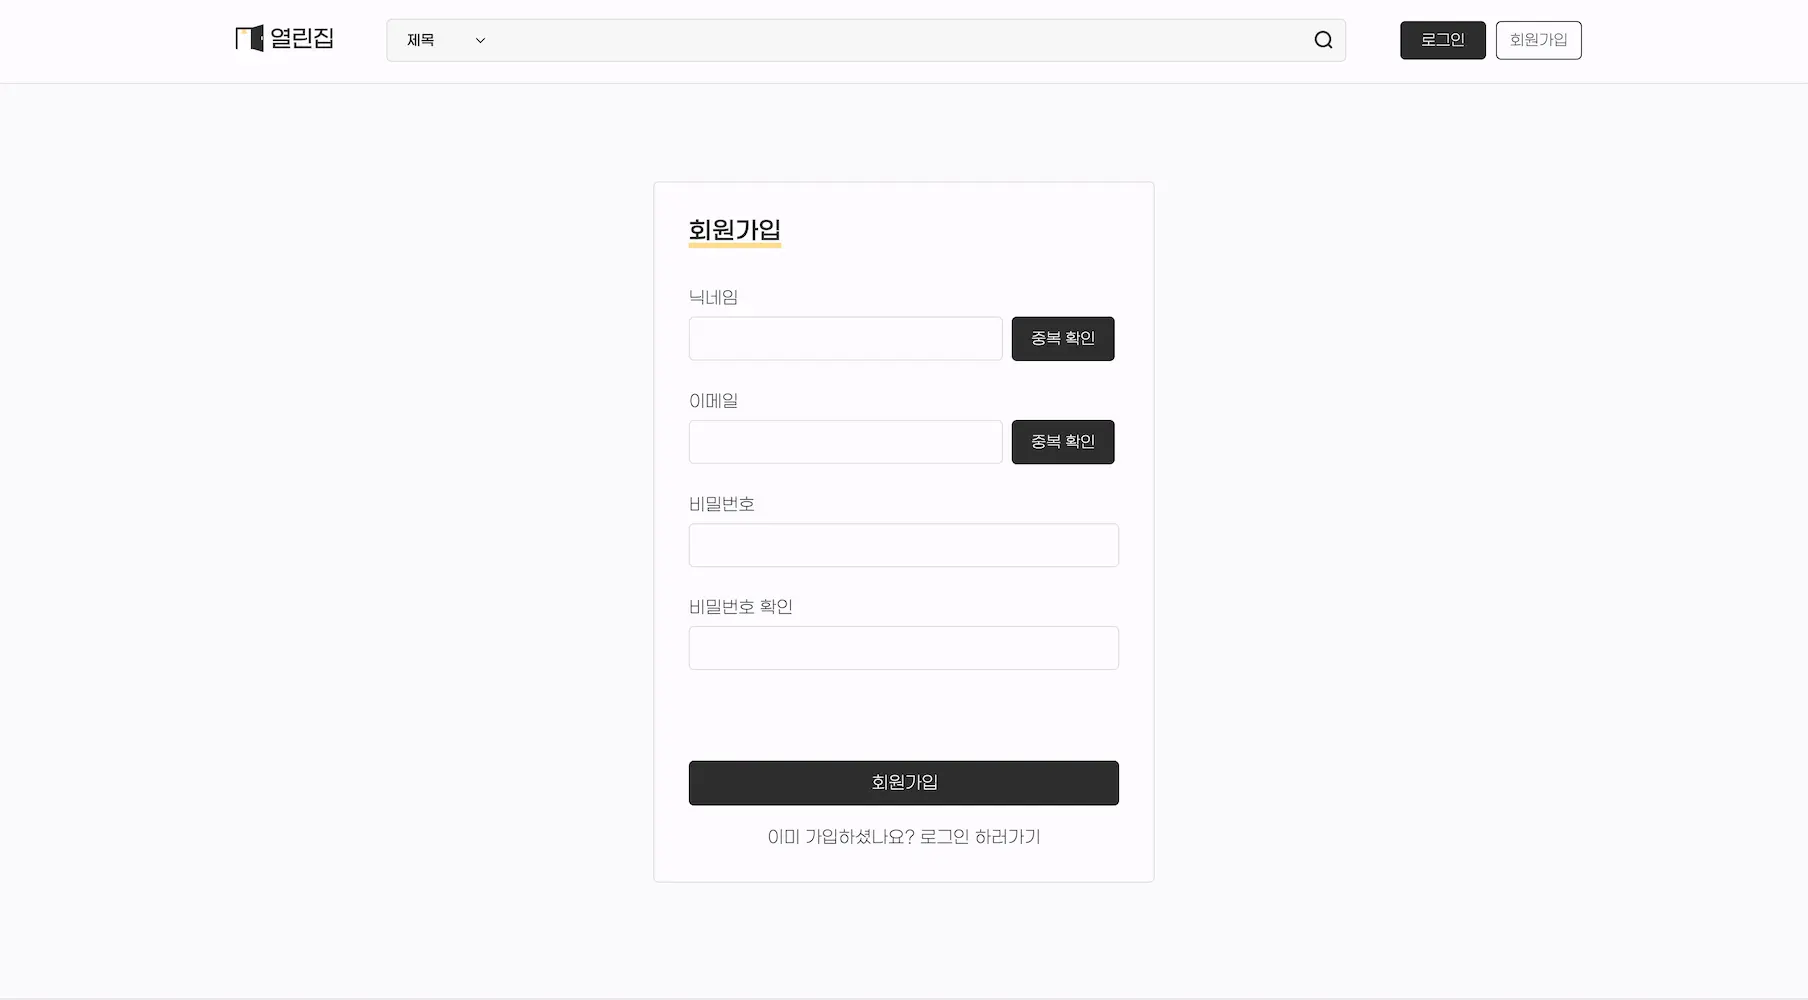 열린집
제목
로그인
회원가입
회원가입
닉네임
중복 확인
이메일
중복 확인
비밀번호
비밀번호 확인
회원가입
이미 가입하셨나요? 로그인 하러가기